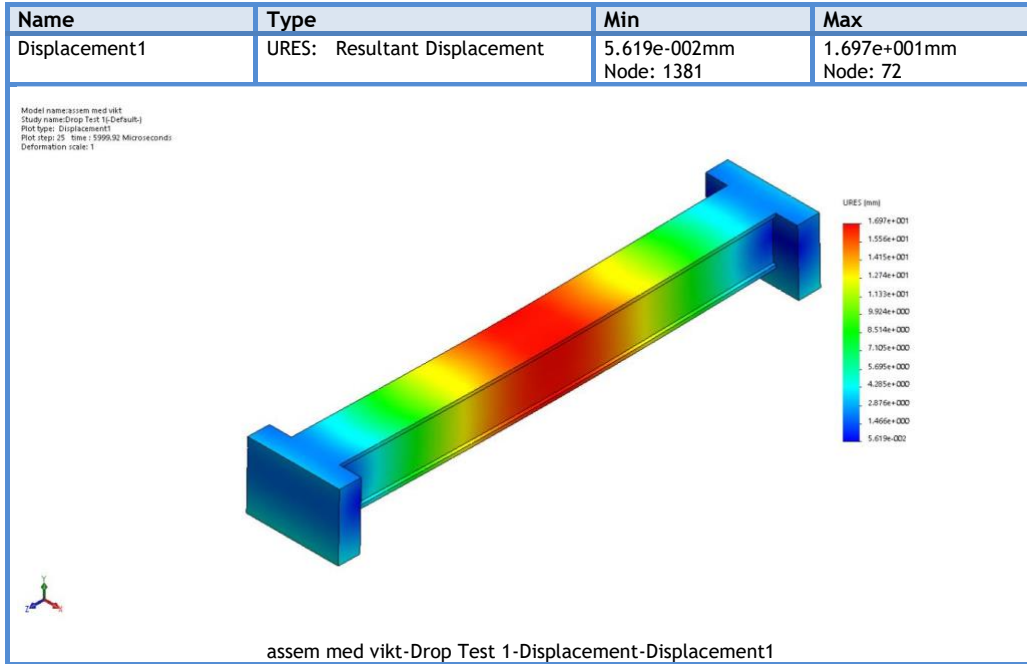 Name Type Min Max
Displacement1 URES: Resultant Displacement 5.619e-002mm 1.697e+001mm
Node: 1381 Node: 72
Model name:assem med vikt
Study name:Drop Test 1(-Default-)
Plot type: Displacement1
Plot step: 25 time : 5999.92 Microseconds
Deformation scale: 1
URES (mm)
1.697e+001
1.556e+001
1.415e+001
1.274e+001
1.133e+001
9.924e+000
8.514e+000
7.105e+000
5.695e+000
4.285e+000
2.876e+000
1.466e+000
5.619e-002
Y
Z X
assem med vikt-Drop Test 1-Displacement-Displacement1